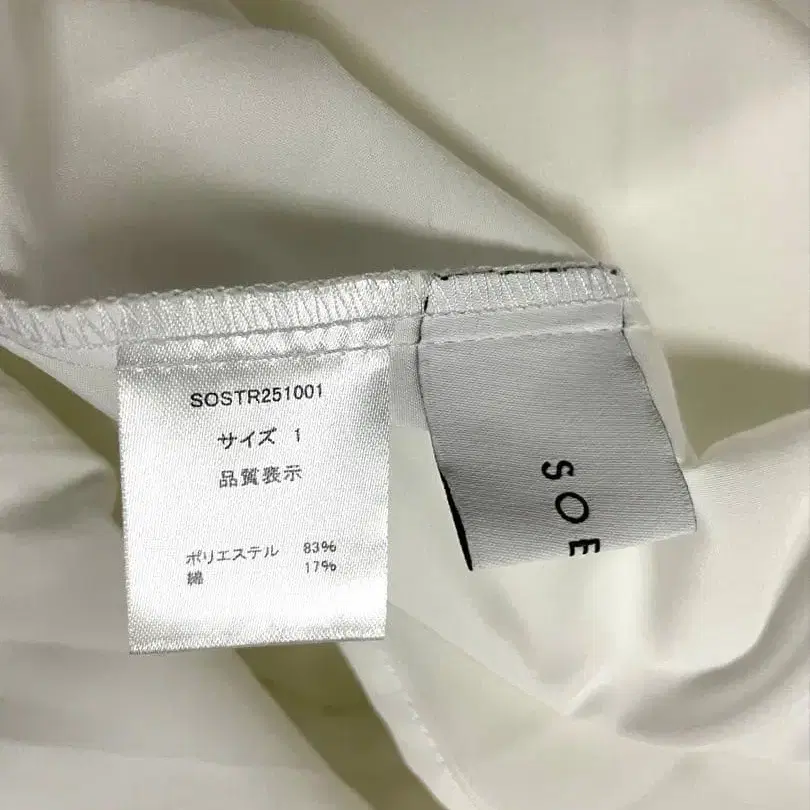 SOSTR251001
サイズ 1
品質表示
ポリエステル 83%
綿 17%
SOE